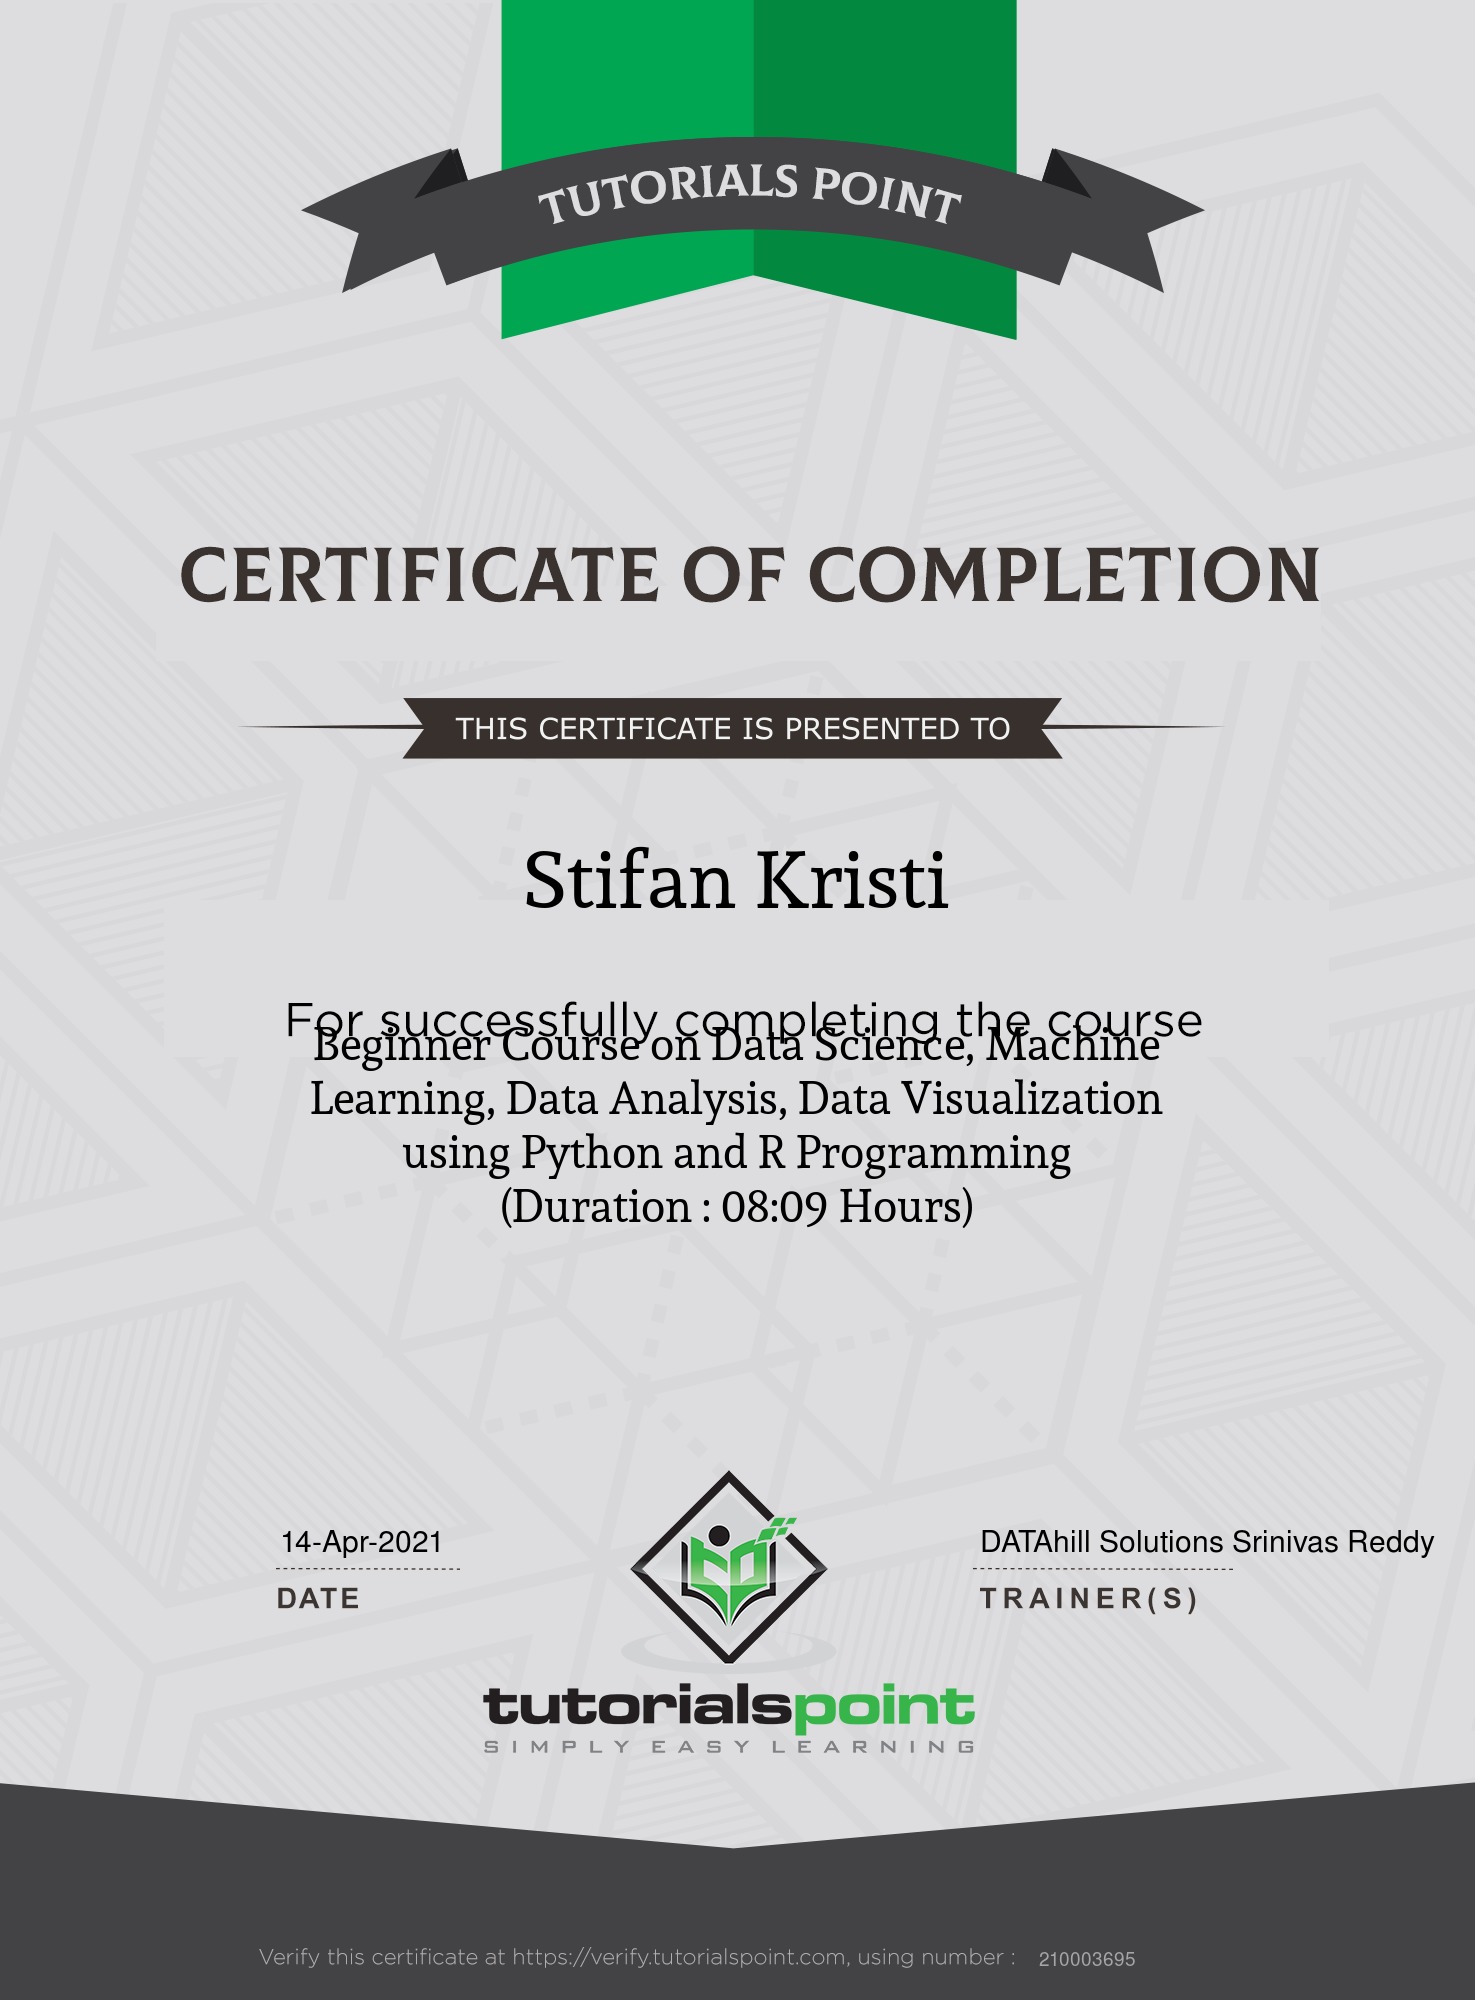 TUTORIALS POINT
CERTIFICATE OF COMPLETION
THIS CERTIFICATE IS PRESENTED TO
Stifan Kristi
For successfully completing the course
Beginner Course on Data Science, Machine
Learning, Data Analysis, Data Visualization
using Python and R Programming
(Duration : 08:09 Hours)
14-Apr-2021
DATE
DATAhill Solutions Srinivas Reddy
TRAINER(S)
tutorialspoint
SIMPLY EASY LEARNING
Verify this certificate at https://verify.tutorialspoint.com, using number : 210003695